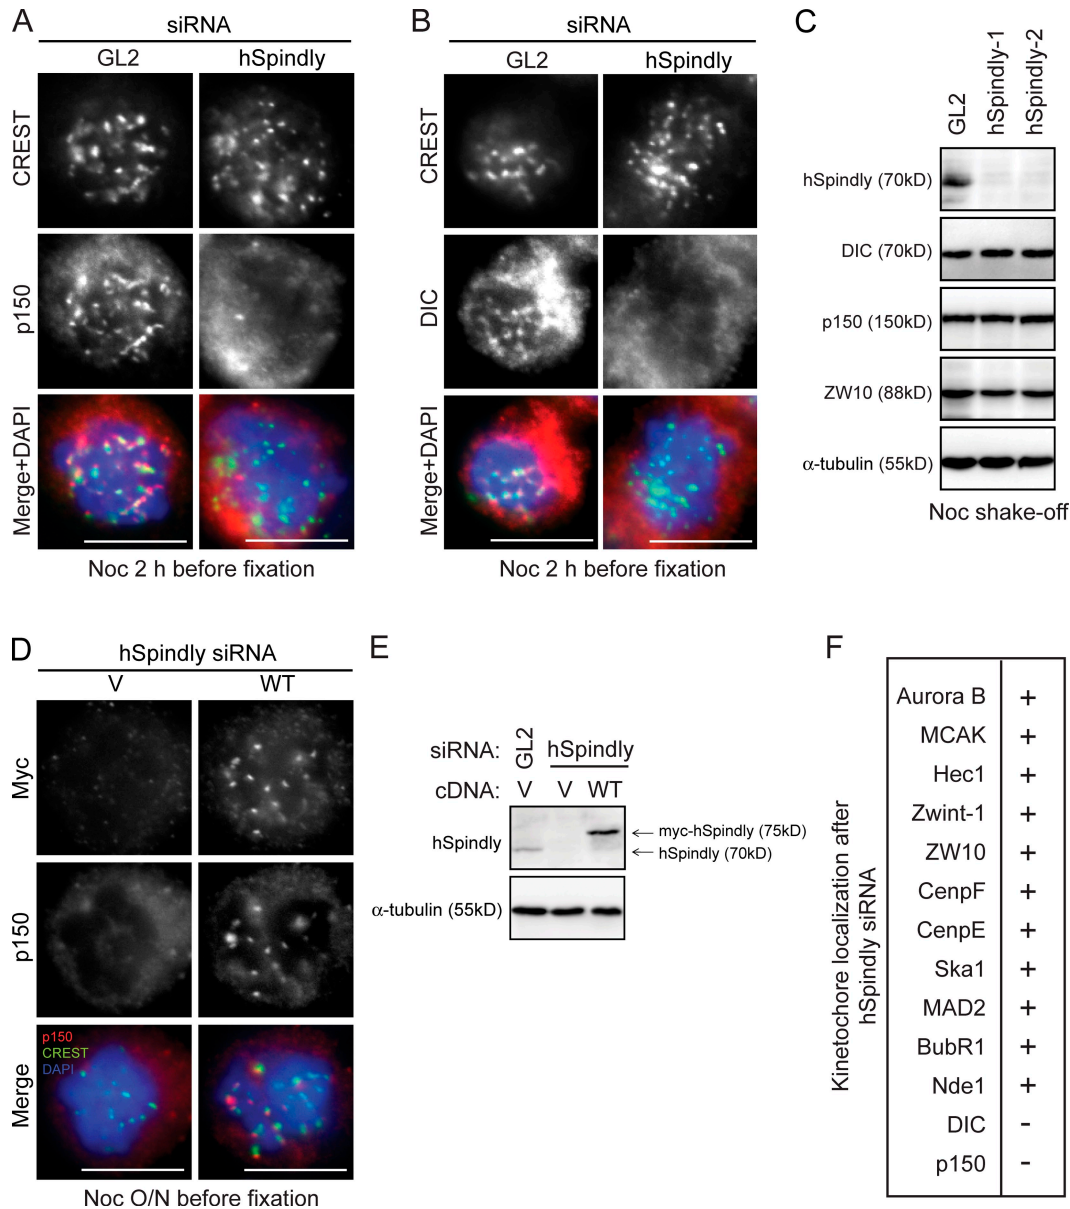 A
siRNA
GL2
hSpindly
CREST
p150
Merge+DAPI
Noc 2 h before fixation
B
siRNA
GL2
hSpindly
CREST
DIC
Merge+DAPI
Noc 2 h before fixation
C
GL2
hSpindly-1
hSpindly-2
hSpindly (70kD)
DIC (70kD)
p150 (150kD)
ZW10 (88kD)
α-tubulin (55kD)
Noc shake-off
D
hSpindly siRNA
V
WT
Myc
p150
Merge
p150
CREST
DAPI
Noc O/N before fixation
E
siRNA: GL2 hSpindly
cDNA: V V WT
hSpindly
myc-hSpindly (75kD)
hSpindly (70kD)
α-tubulin (55kD)
F
Kinetochore localization after
hSpindly siRNA
Aurora B +
MCAK +
Hec1 +
Zwint-1 +
ZW10 +
CenpF +
CenpE +
Ska1 +
MAD2 +
BubR1 +
Nde1 +
DIC -
p150 -